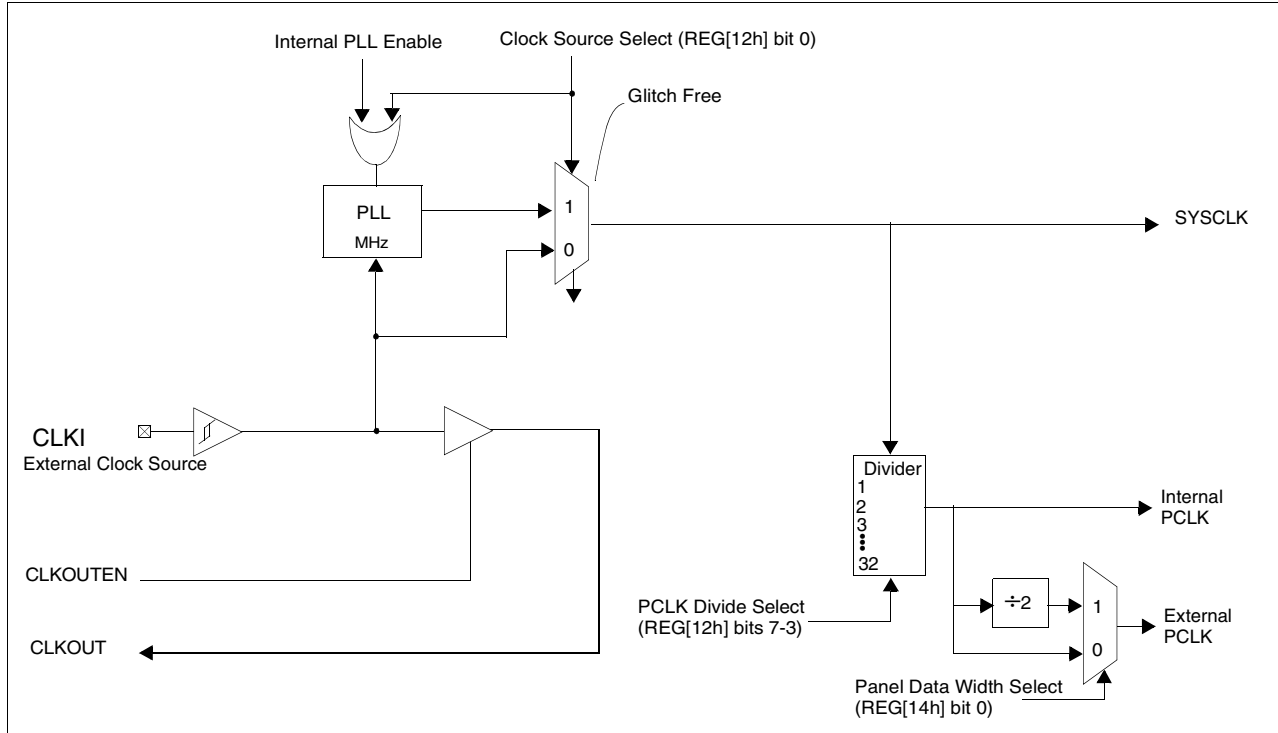 Internal PLL Enable
Clock Source Select (REG[12h] bit 0)
Glitch Free
PLL
MHz
1
0
SYSCLK
CLKI
External Clock Source
Divider
1
2
3
32
Internal
PCLK
CLKOUTEN
÷2
1
0
External
PCLK
PCLK Divide Select
(REG[12h] bits 7-3)
CLKOUT
Panel Data Width Select
(REG[14h] bit 0)